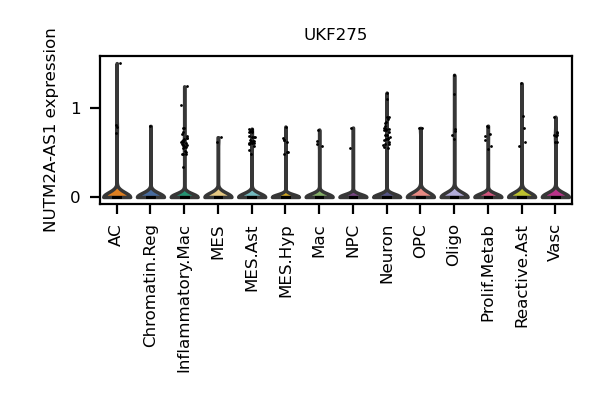 UKF275
NUTM2A-AS1 expression
1
0
AC
Chromatin.Reg
Inflammatory.Mac
MES
MES.Ast
MES.Hyp
Mac
NPC
Neuron
OPC
Oligo
Prolif.Metab
Reactive.Ast
Vasc